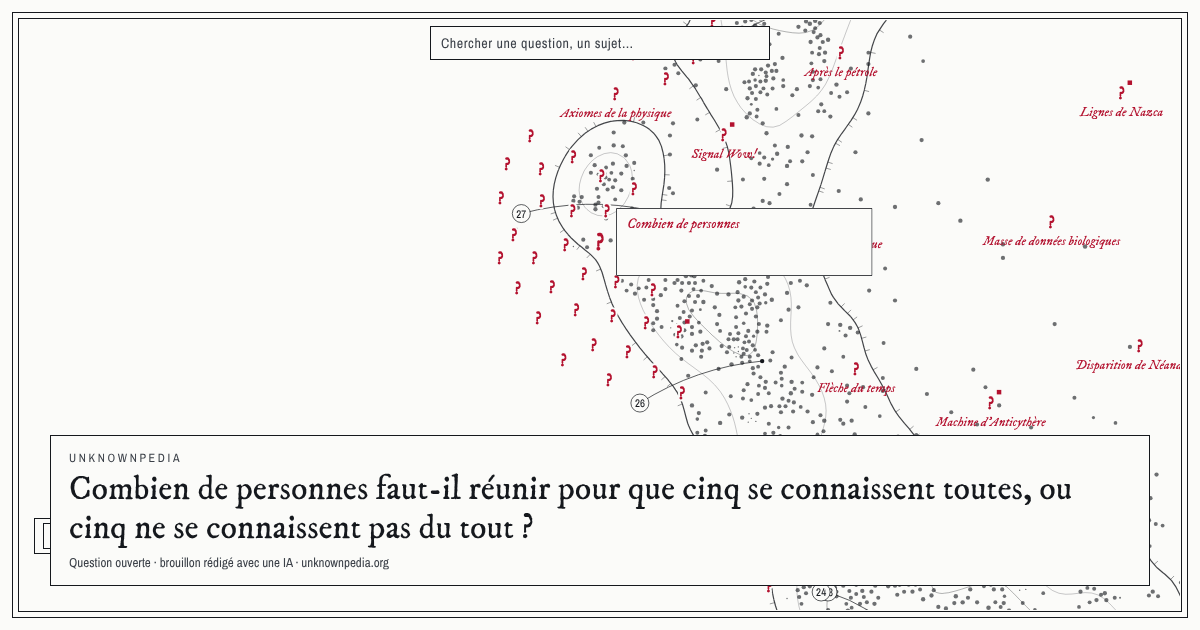 Chercher une question, un sujet...
Après le pétrole
Lignes de Nazca
Axiomes de la physique
Signal Wow!
27
Combien de personnes
ue
Masse de données biologiques
Disparition de Néand
Flèche du temps
26
Machine d'Anticythère
UNKNOWNPEDIA
Combien de personnes faut-il réunir pour que cinq se connaissent toutes, ou
cinq ne se connaissent pas du tout ?
Question ouverte · brouillon rédigé avec une IA · unknownpedia.org
24